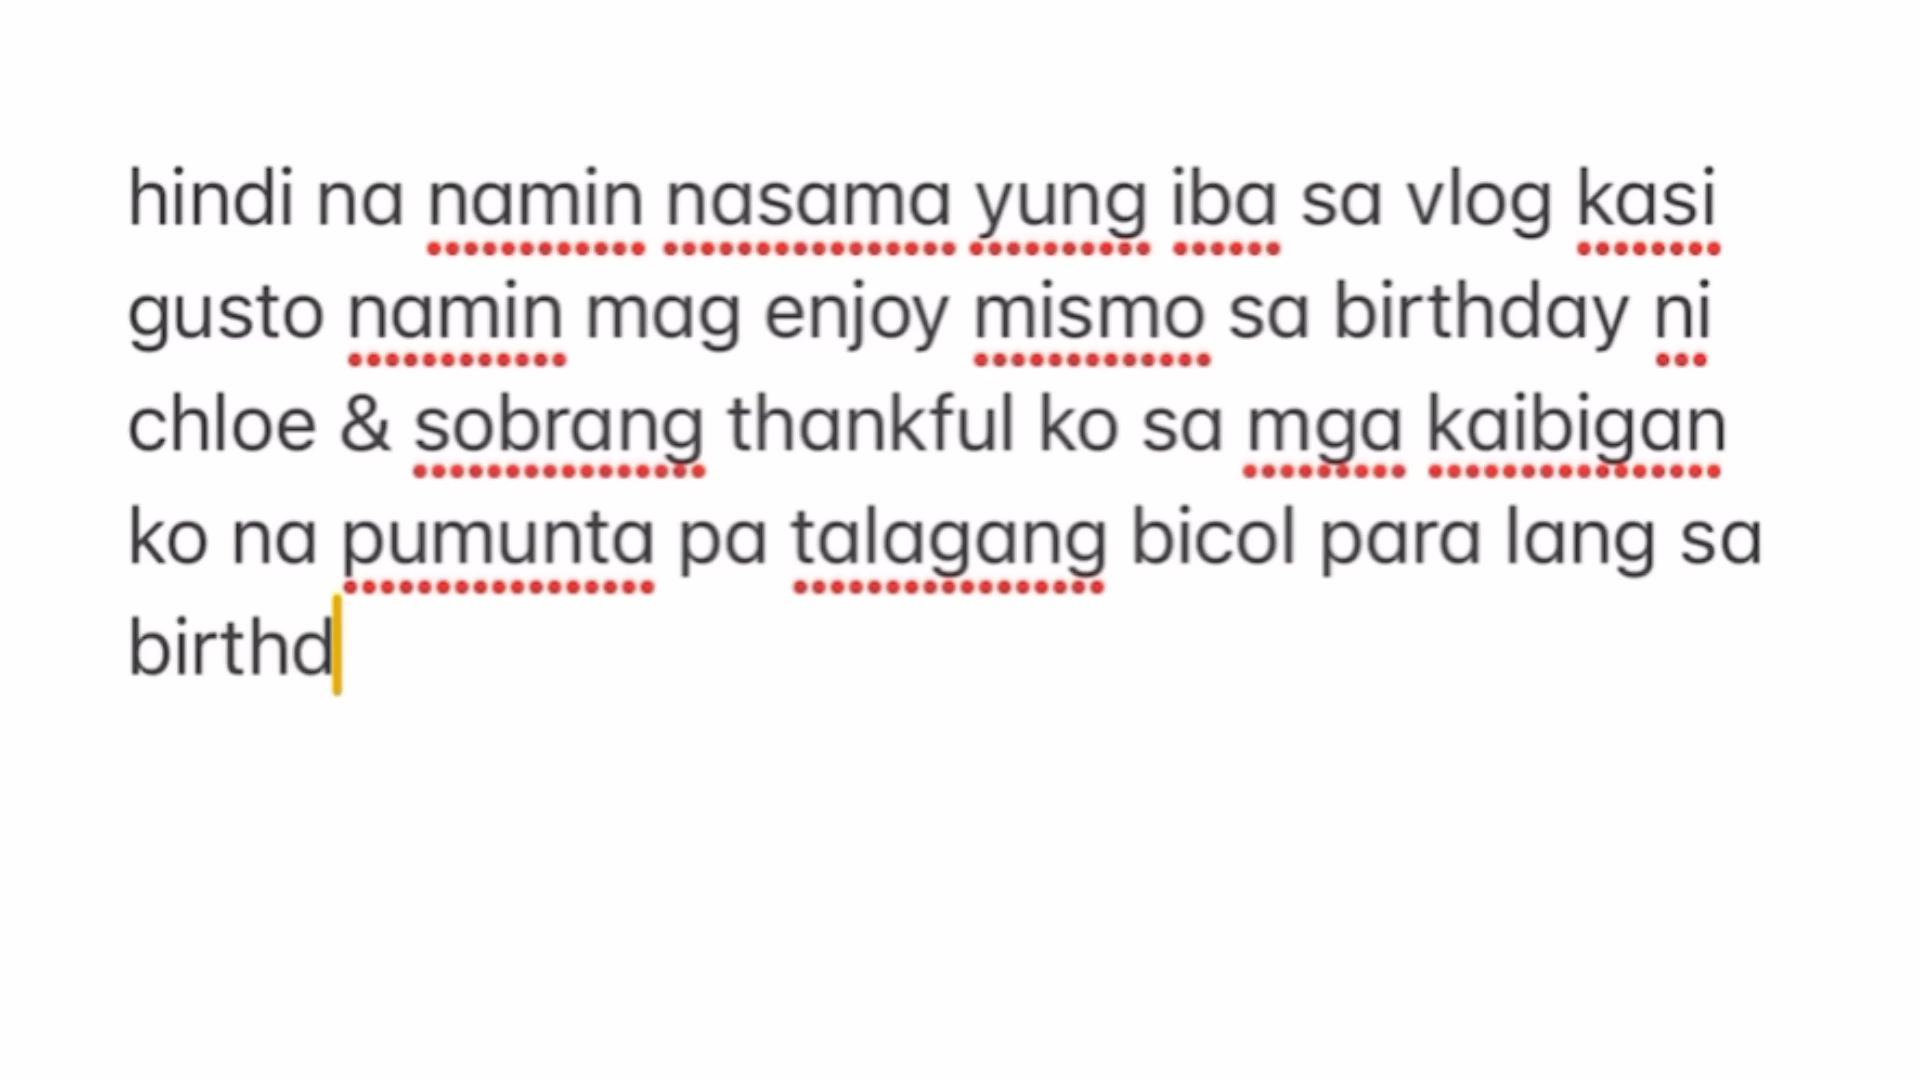 hindi na namin nasama yung iba sa vlog kasi
gusto namin mag enjoy mismo sa birthday ni
chloe & sobrang thankful ko sa mga kaibigan
ko na pumunta pa talagang bicol para lang sa
birthd